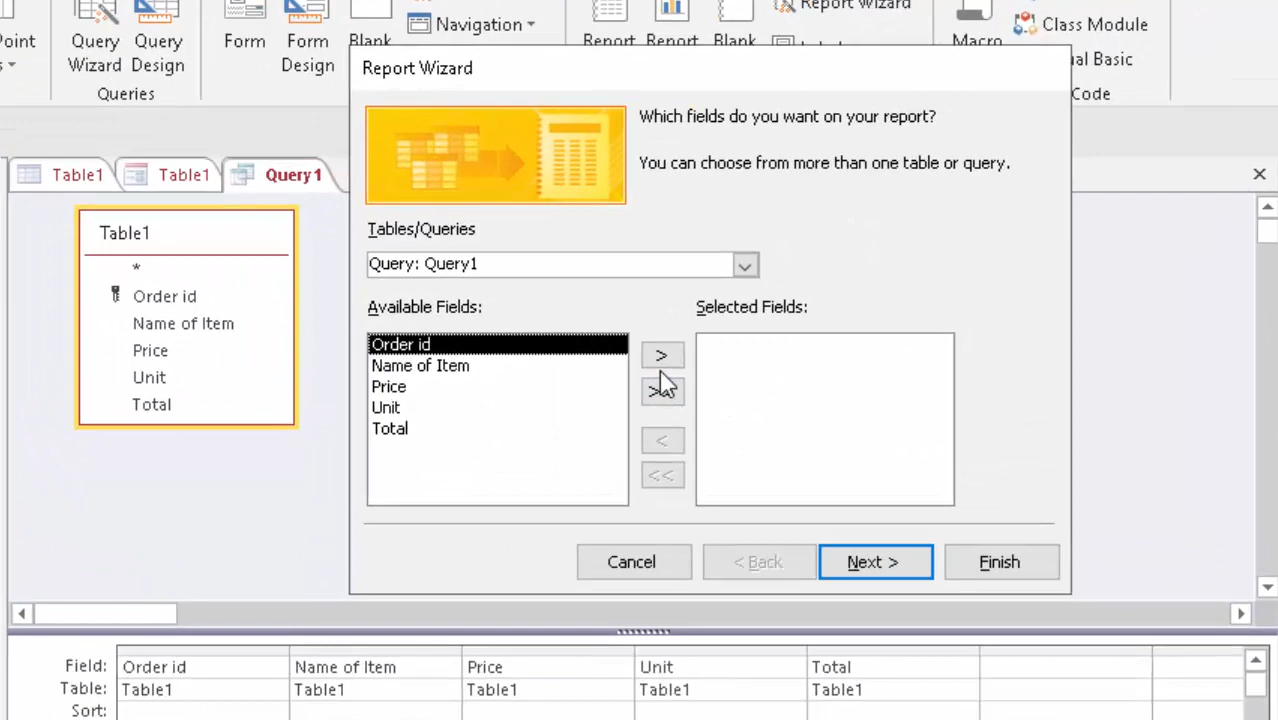 Report Wizard
Navigation
Class Module
Point
Query Wizard
Query Design
Form
Form Design
Blank
Report
Report
Blank
Macro
ual Basic
Queries
Code
Report Wizard
Which fields do you want on your report?
You can choose from more than one table or query.
Table1
Table1
Query1
Table1
*
Order id
Name of Item
Price
Unit
Total
Tables/Queries
Query: Query1
Available Fields:
Selected Fields:
Order id
Name of Item
Price
Unit
Total
>
>>
<
<<
Cancel
< Back
Next >
Finish
Field:
Order id
Name of Item
Price
Unit
Total
Table:
Table1
Table1
Table1
Table1
Table1
Sort: